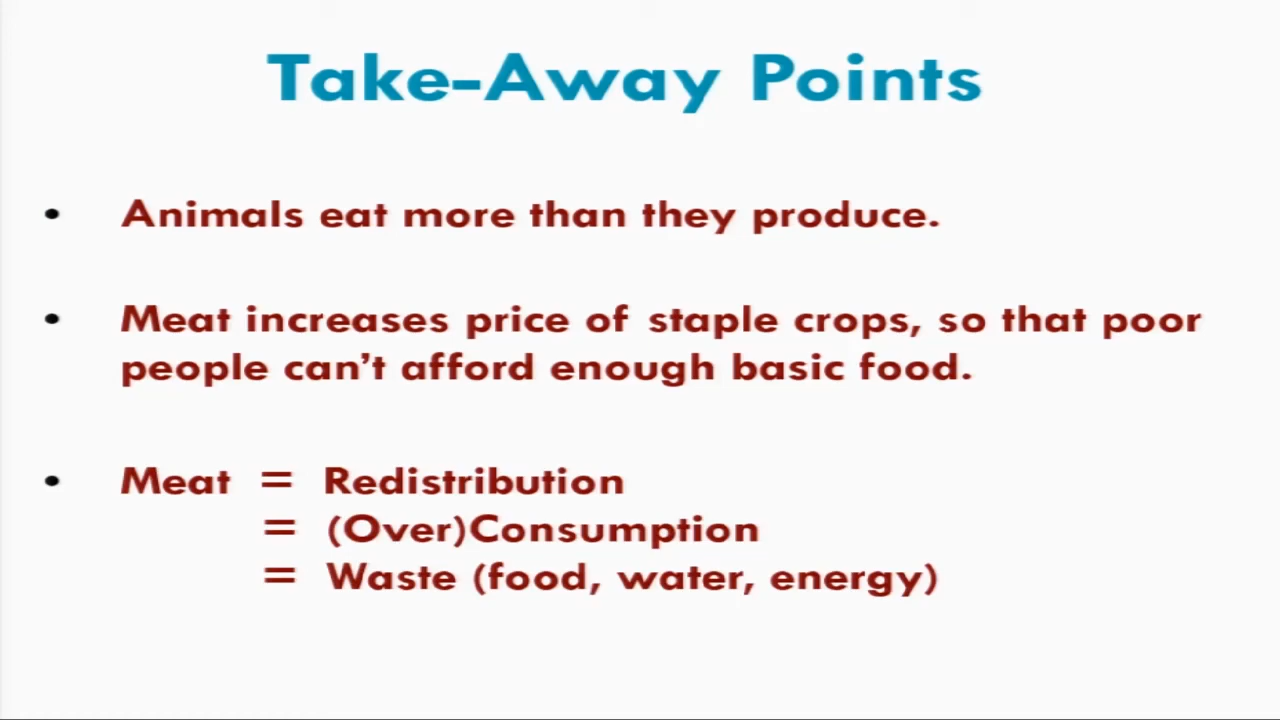 Take-Away Points
• Animals eat more than they produce.
• Meat increases price of staple crops, so that poor
people can’t afford enough basic food.
• Meat = Redistribution
= (Over)Consumption
= Waste (food, water, energy)